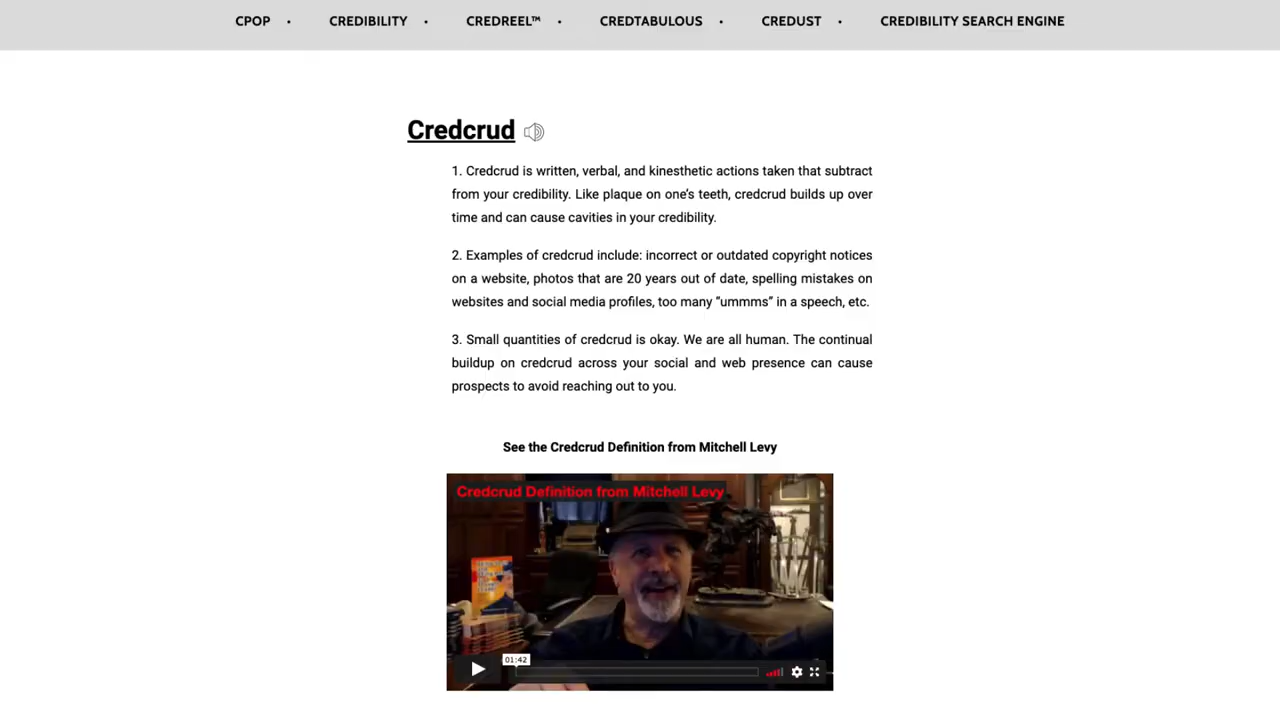 CPOP • CREDIBILITY • CREDREEL™ • CREDTABULOUS • CREDUST • CREDIBILITY SEARCH ENGINE
Credcrud
1. Credcrud is written, verbal, and kinesthetic actions taken that subtract
from your credibility. Like plaque on one’s teeth, credcrud builds up over
time and can cause cavities in your credibility.
2. Examples of credcrud include: incorrect or outdated copyright notices
on a website, photos that are 20 years out of date, spelling mistakes on
websites and social media profiles, too many “ummms” in a speech, etc.
3. Small quantities of credcrud is okay. We are all human. The continual
buildup on credcrud across your social and web presence can cause
prospects to avoid reaching out to you.
See the Credcrud Definition from Mitchell Levy
Credcrud Definition from Mitchell Levy
01:42